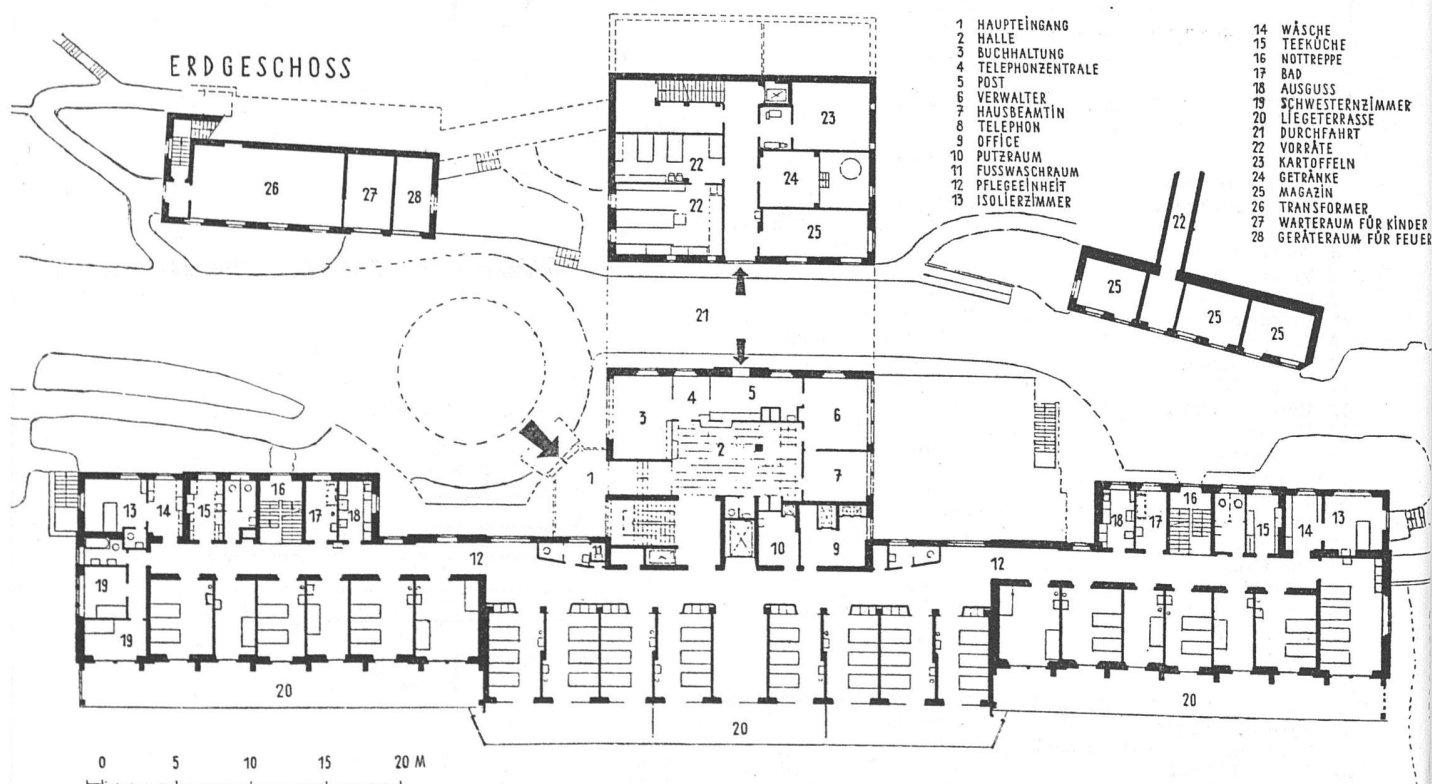 ERDGESCHOSS
1 HAUPTEINGANG
2 HALLE
3 BUCHHALTUNG
4 TELEPHONZENTRALE
5 POST
6 VERWALTER
7 HAUSBEAMTIN
8 TELEPHON
9 OFFICE
10 PUTZRAUM
11 FUSSWASCHRAUM
12 PFLEGEEINHEIT
13 ISOLIERZIMMER
14 WÄSCHE
15 TEEKÜCHE
16 NOTTREPPE
17 BAD
18 AUSGUSS
19 SCHWESTERNZIMMER
20 LIEGETERRASSE
21 DURCHFAHRT
22 VORRÄTE
23 KARTOFFELN
24 GETRÄNKE
25 MAGAZIN
26 TRANSFORMER
27 WARTERAUM FÜR KINDER
28 GERÄTERAUM FÜR FEUER
23
22
24
26 27 28
22
22
25
25
25
25
21
3
4
5
6
2
7
1
13
14
15
16
17
18
10
9
11
12
18
17
16
15
14
13
12
19
19
20
20
20
0 5 10 15 20 M